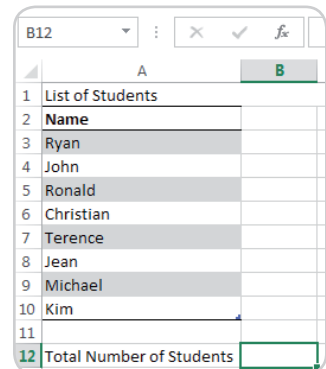 B12 fx
A B
1 List of Students
2 Name
3 Ryan
4 John
5 Ronald
6 Christian
7 Terence
8 Jean
9 Michael
10 Kim
11
12 Total Number of Students